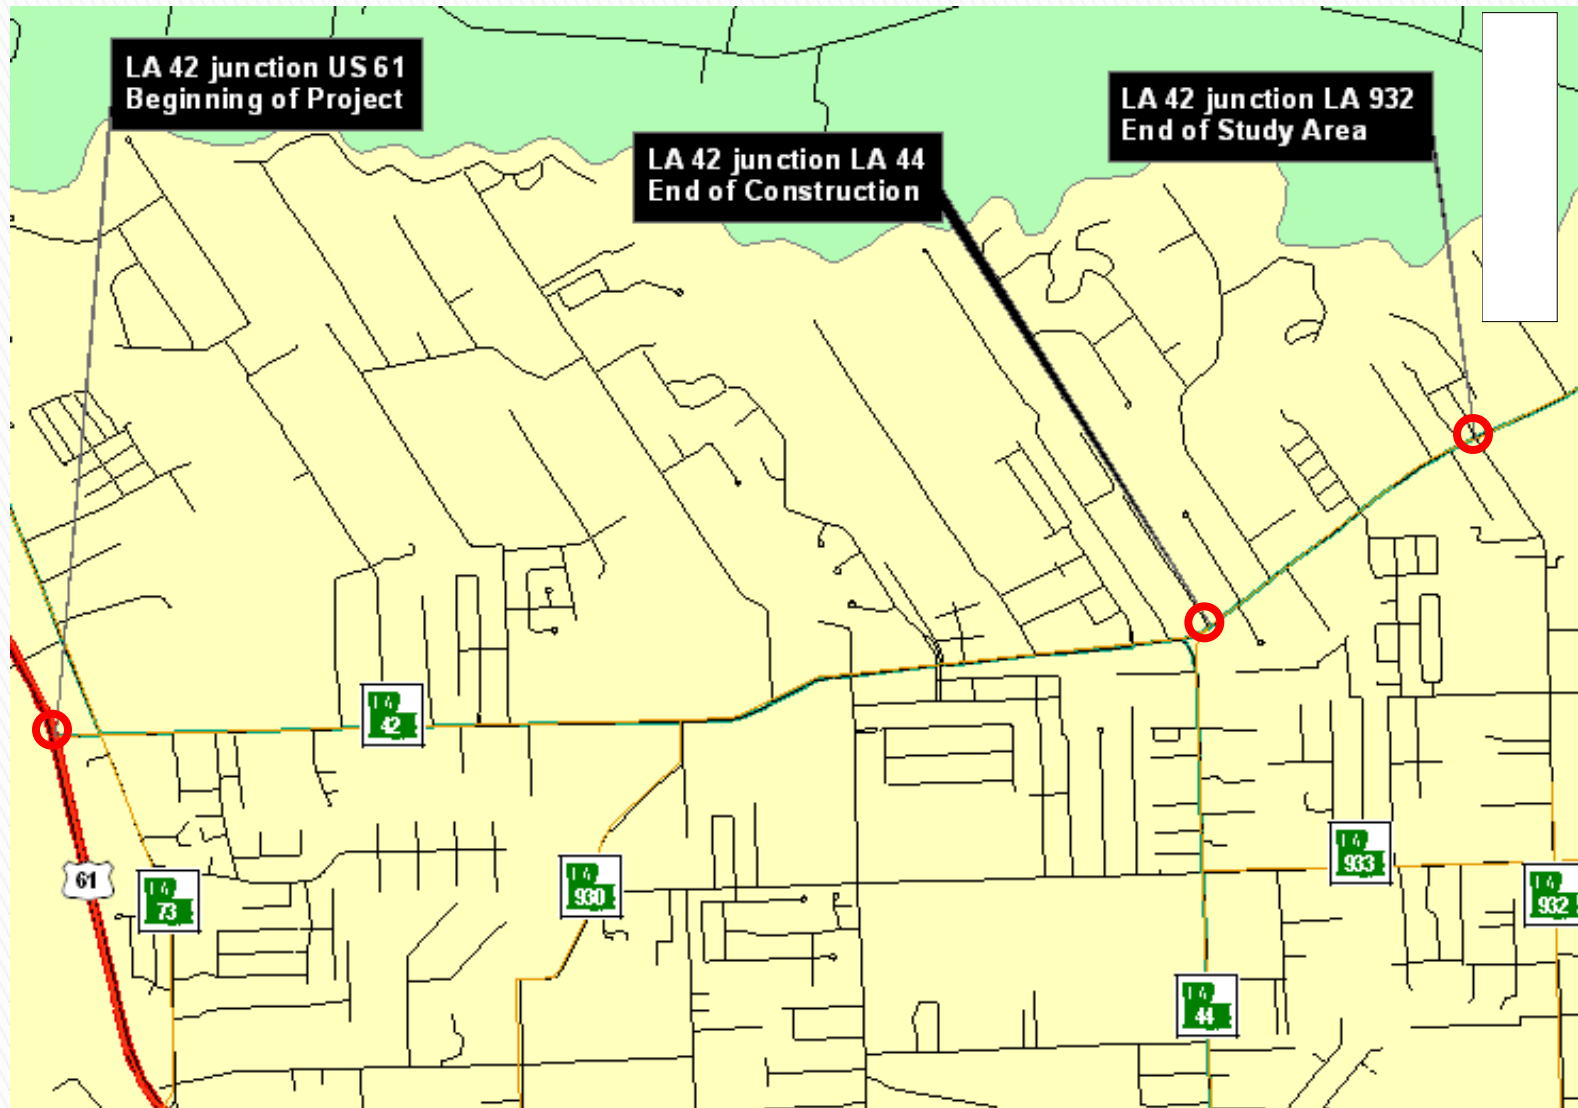 LA 42 junction US 61
Beginning of Project
LA 42 junction LA 44
End of Construction
LA 42 junction LA 932
End of Study Area
LA
42
61
LA
73
LA
930
LA
933
LA
932
LA
44